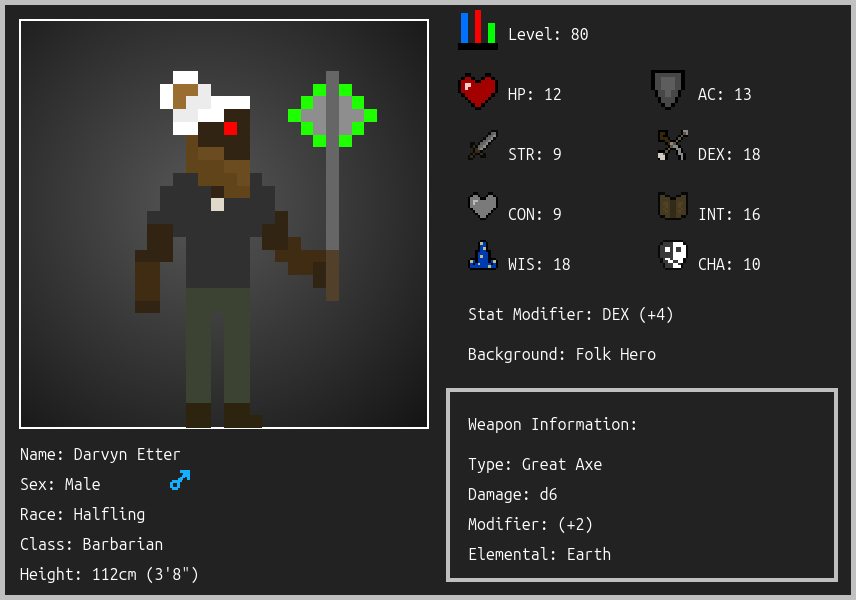 Level: 80
HP: 12
AC: 13
STR: 9
DEX: 18
CON: 9
INT: 16
WIS: 18
CHA: 10
Stat Modifier: DEX (+4)
Background: Folk Hero
Weapon Information:
Type: Great Axe
Damage: d6
Modifier: (+2)
Elemental: Earth
Name: Darvyn Etter
Sex: Male
Race: Halfling
Class: Barbarian
Height: 112cm (3'8")